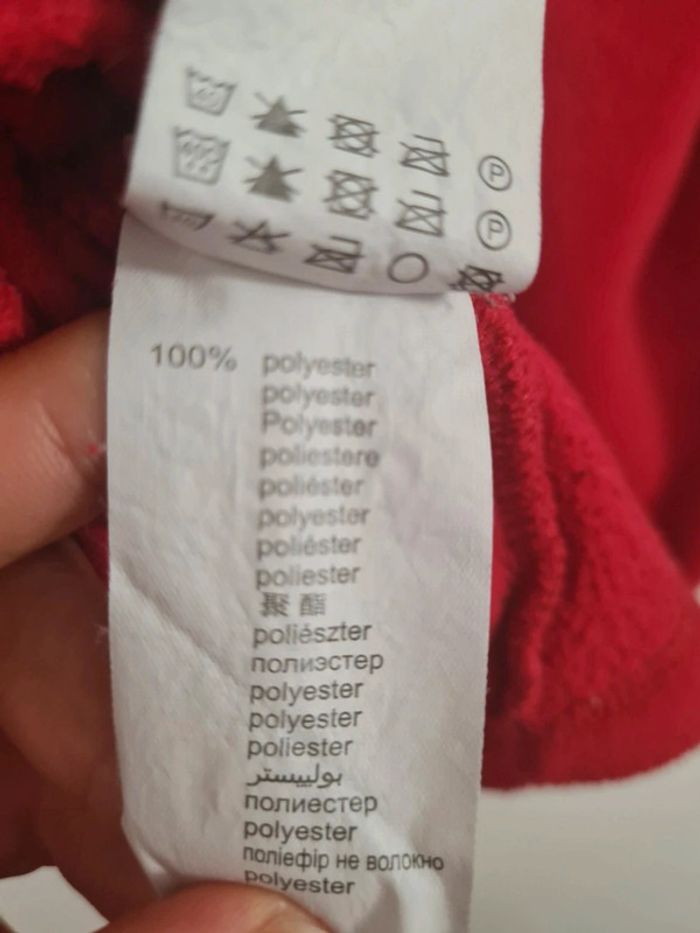 P
P
100% polyester
polyester
Polyester
poliestere
poliéster
polyester
poliéster
poliester
聚 酯
poliészter
полиэстер
polyester
polyester
poliester
بولييستر
полиестер
polyester
поліефір не волокно
polyester